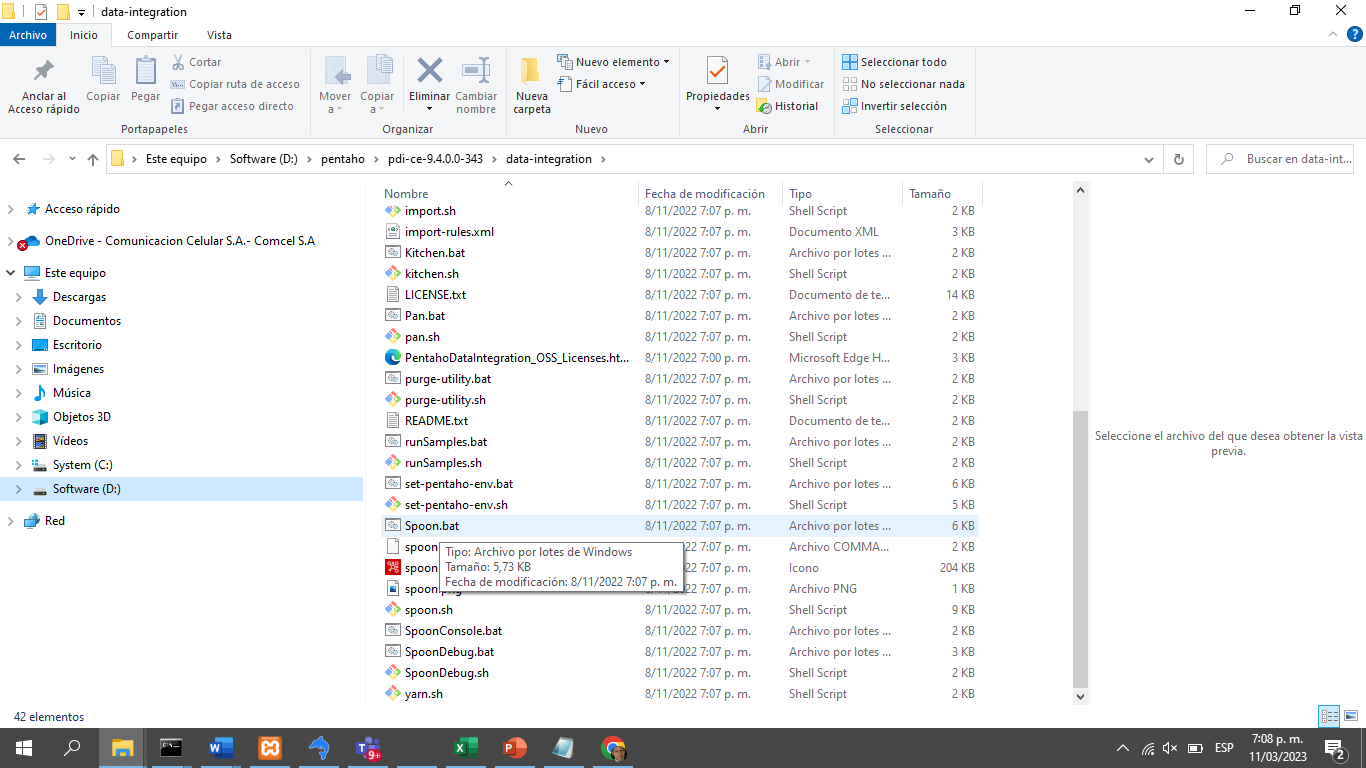 data-integration
Archivo
Inicio
Compartir
Vista
Anclar al
Acceso rápido
Copiar
Pegar
Cortar
Copiar ruta de acceso
Pegar acceso directo
Portapapeles
Mover
a
Copiar
a
Eliminar
Cambiar
nombre
Organizar
Nueva
carpeta
Nuevo elemento
Fácil acceso
Nuevo
Propiedades
Abrir
Modificar
Historial
Abrir
Seleccionar todo
No seleccionar nada
Invertir selección
Seleccionar
Este equipo
Software (D:)
pentaho
pdi-ce-9.4.0.0-343
data-integration
Buscar en data-int...
Acceso rápido
OneDrive - Comunicacion Celular S.A.- Comcel S.A
Este equipo
Descargas
Documentos
Escritorio
Imágenes
Música
Objetos 3D
Vídeos
System (C:)
Software (D:)
Red
Nombre Fecha de modificación Tipo Tamaño
import.sh 8/11/2022 7:07 p. m. Shell Script 2 KB
import-rules.xml 8/11/2022 7:07 p. m. Documento XML 3 KB
Kitchen.bat 8/11/2022 7:07 p. m. Archivo por lotes ... 2 KB
kitchen.sh 8/11/2022 7:07 p. m. Shell Script 2 KB
LICENSE.txt 8/11/2022 7:07 p. m. Documento de te... 14 KB
Pan.bat 8/11/2022 7:07 p. m. Archivo por lotes ... 2 KB
pan.sh 8/11/2022 7:07 p. m. Shell Script 2 KB
PentahoDataIntegration_OSS_Licenses.ht... 8/11/2022 7:00 p. m. Microsoft Edge H... 3 KB
purge-utility.bat 8/11/2022 7:07 p. m. Archivo por lotes ... 2 KB
purge-utility.sh 8/11/2022 7:07 p. m. Shell Script 2 KB
README.txt 8/11/2022 7:07 p. m. Documento de te... 2 KB
runSamples.bat 8/11/2022 7:07 p. m. Archivo por lotes ... 2 KB
runSamples.sh 8/11/2022 7:07 p. m. Shell Script 2 KB
set-pentaho-env.bat 8/11/2022 7:07 p. m. Archivo por lotes ... 6 KB
set-pentaho-env.sh 8/11/2022 7:07 p. m. Shell Script 5 KB
Spoon.bat 8/11/2022 7:07 p. m. Archivo por lotes ... 6 KB
spoon 8/11/2022 7:07 p. m. Archivo COMMA... 2 KB
spoon 8/11/2022 7:07 p. m. Icono 204 KB
spoon.png 8/11/2022 7:07 p. m. Archivo PNG 1 KB
Tipo: Archivo por lotes de Windows
Tamaño: 5,73 KB
Fecha de modificación: 8/11/2022 7:07 p. m.
spoon.sh 8/11/2022 7:07 p. m. Shell Script 9 KB
SpoonConsole.bat 8/11/2022 7:07 p. m. Archivo por lotes ... 2 KB
SpoonDebug.bat 8/11/2022 7:07 p. m. Archivo por lotes ... 3 KB
SpoonDebug.sh 8/11/2022 7:07 p. m. Shell Script 2 KB
yarn.sh 8/11/2022 7:07 p. m. Shell Script 2 KB
Seleccione el archivo del que desea obtener la vista
previa.
42 elementos
9+
ESP
7:08 p. m.
11/03/2023
2